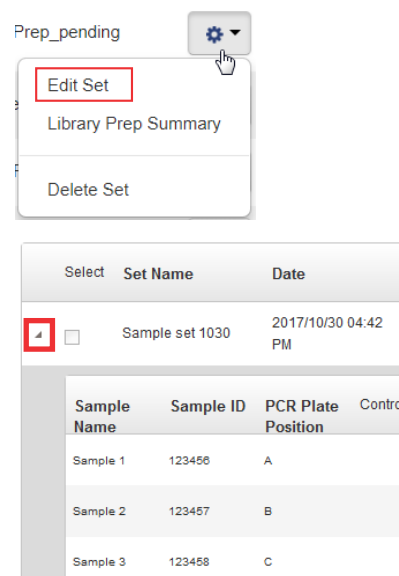 Prep_pending
Edit Set
Library Prep Summary
Delete Set
Select Set Name Date
Sample set 1030 2017/10/30 04:42
PM
Sample Sample ID PCR Plate Contro
Name Position
Sample 1 123456 A
Sample 2 123457 B
Sample 3 123458 C